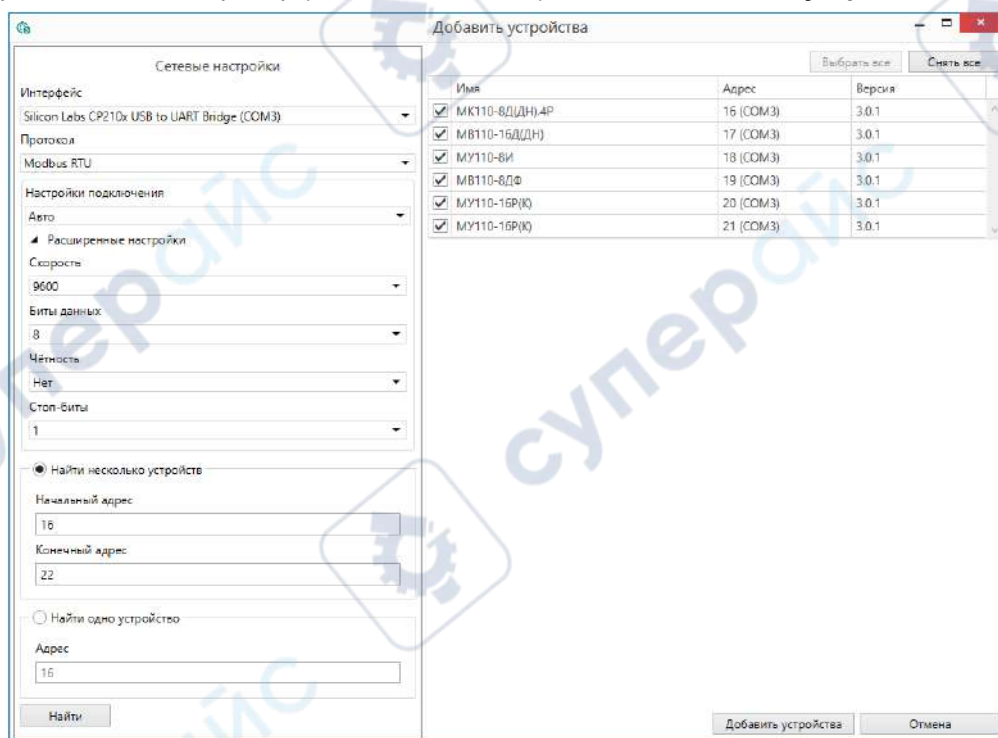 Добавить устройства
Сетевые настройки
Интерфейс
Silicon Labs CP210x USB to UART Bridge (COM3)
Протокол
Modbus RTU
Настройки подключения
Авто
Расширенные настройки
Скорость
9600
Биты данных
8
Чётность
Нет
Стоп-биты
1
Найти несколько устройств
Начальный адрес
16
Конечный адрес
22
Найти одно устройство
Адрес
16
Найти
Выбрать все Снять все
Имя Адрес Версия
МК110-8Д(ДН).4Р 16 (COM3) 3.0.1
МВ110-16Д(ДН) 17 (COM3) 3.0.1
МУ110-8И 18 (COM3) 3.0.1
МВ110-8ДФ 19 (COM3) 3.0.1
МУ110-16Р(К) 20 (COM3) 3.0.1
МУ110-16Р(К) 21 (COM3) 3.0.1
Добавить устройства Отмена
суперайс